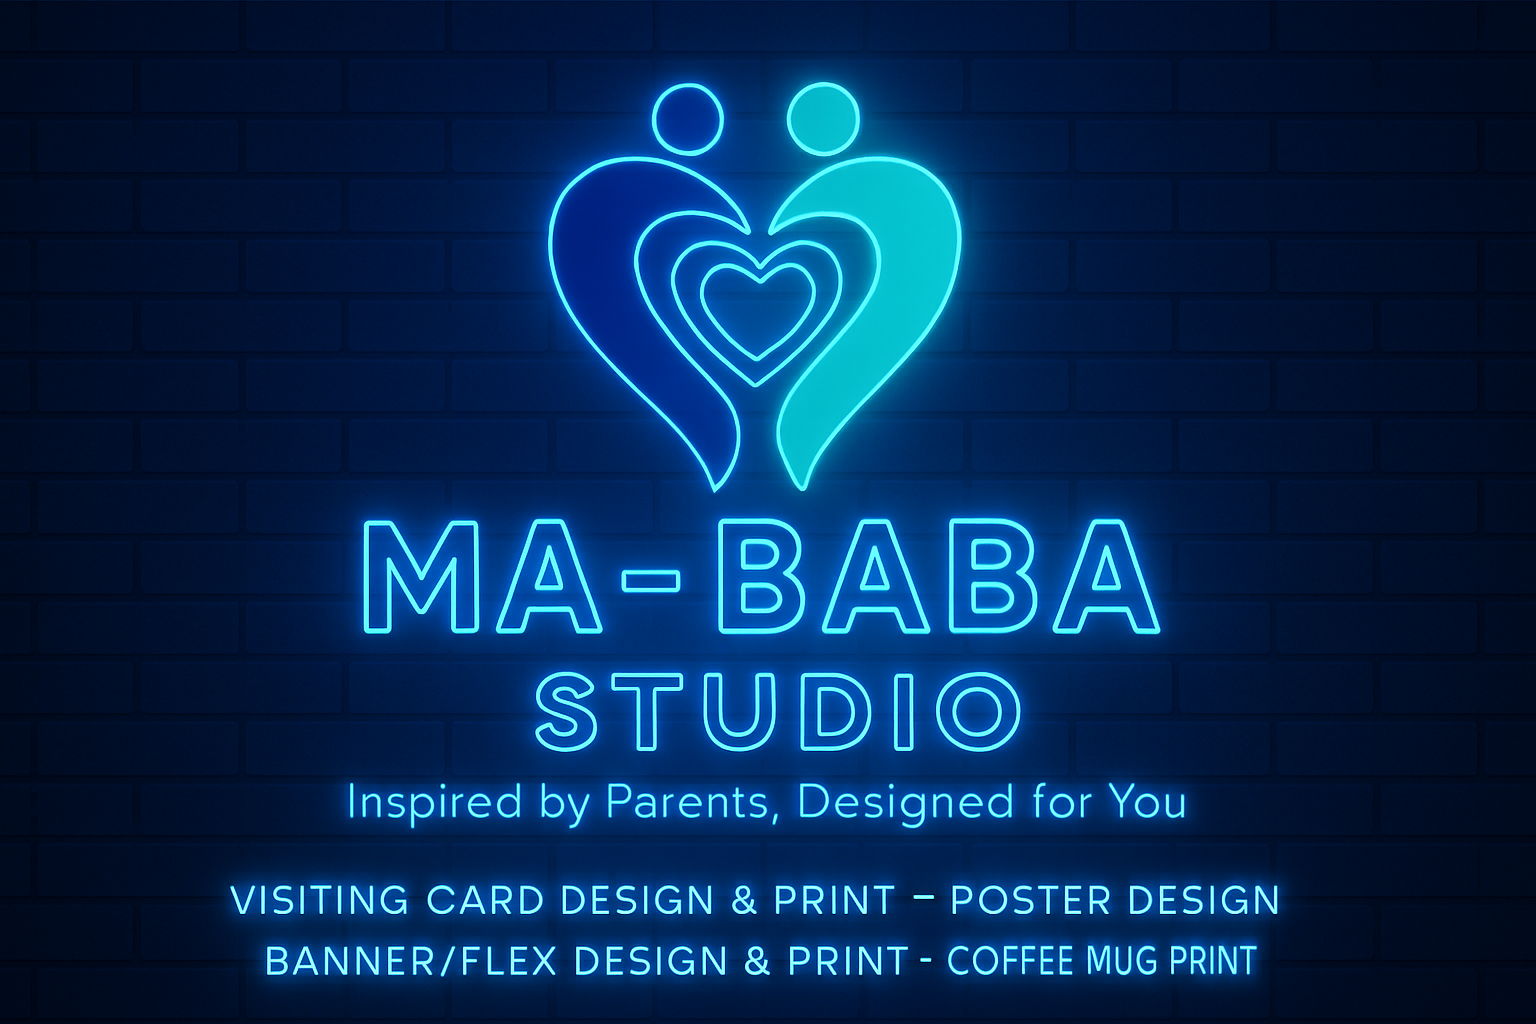 MA-BABA
STUDIO
Inspired by Parents, Designed for You
VISITING CARD DESIGN & PRINT – POSTER DESIGN
BANNER/FLEX DESIGN & PRINT - COFFEE MUG PRINT